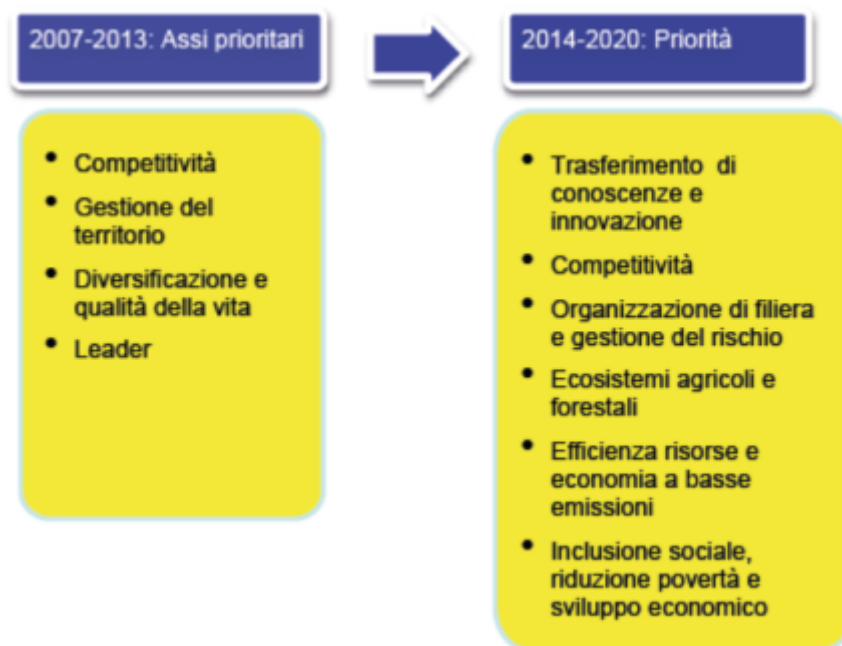 2007-2013: Assi prioritari
Competitività
Gestione del
territorio
Diversificazione e
qualità della vita
Leader
2014-2020: Priorità
Trasferimento di
conoscenze e
innovazione
Competitività
Organizzazione di filiera
e gestione del rischio
Ecosistemi agricoli e
forestali
Efficienza risorse e
economia a basse
emissioni
Inclusione sociale,
riduzione povertà e
sviluppo economico